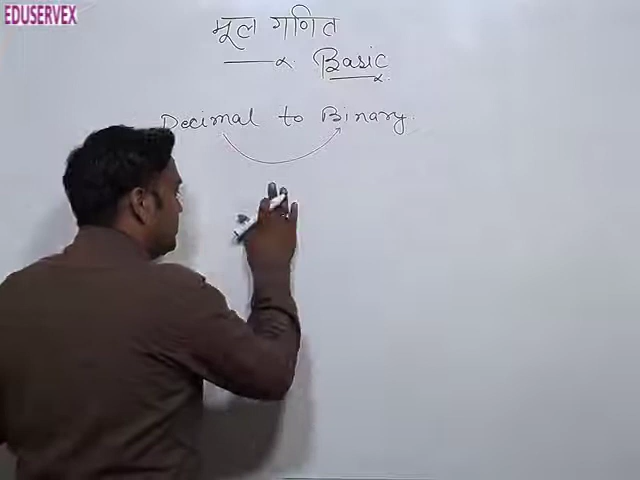 EDUSERVEX
मूल गणित
Basic
Decimal to Binary.